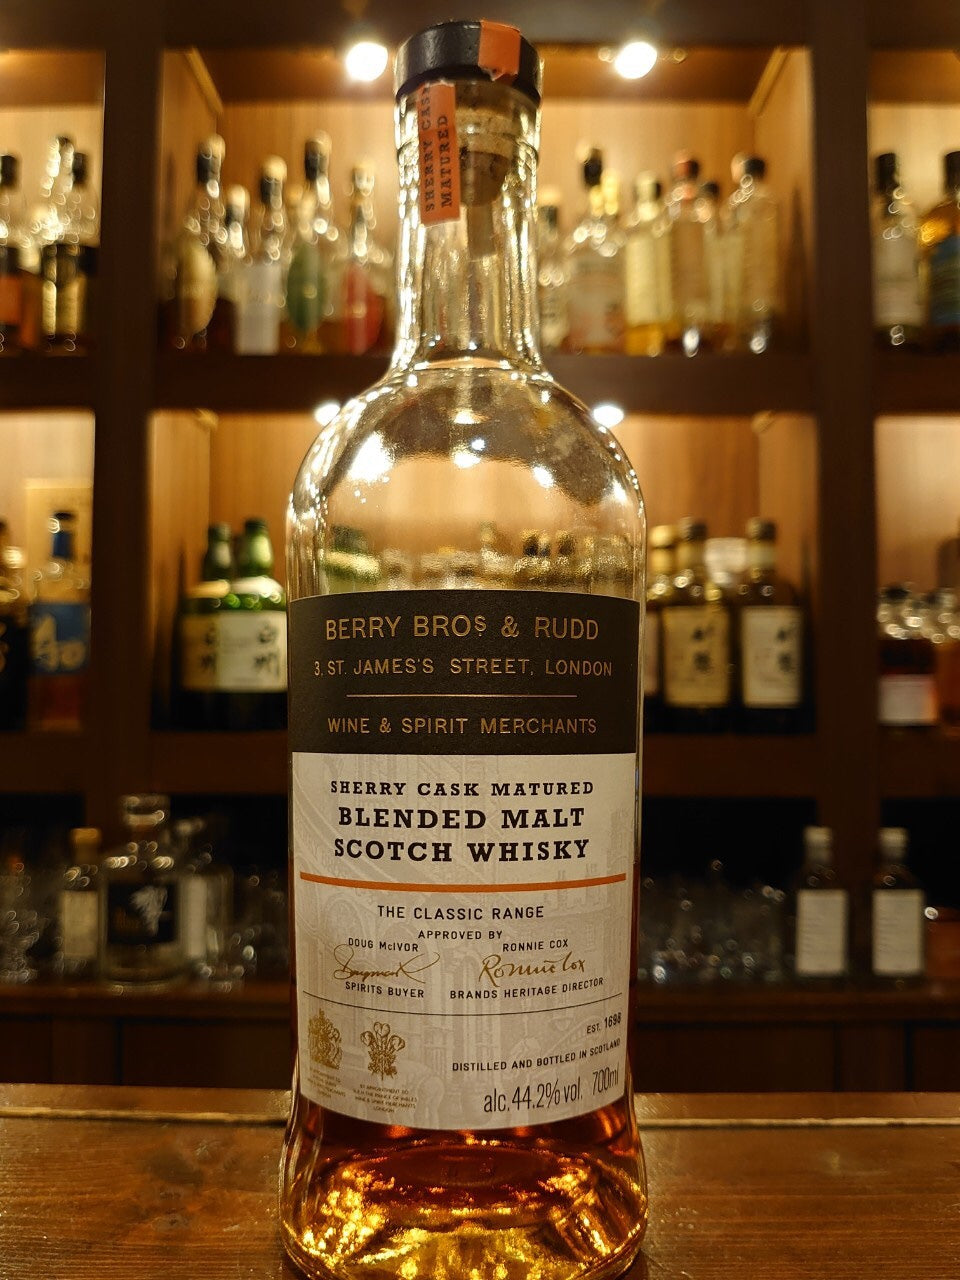 SHERRY CASK
MATURED
BERRY BROS & RUDD
3, ST. JAMES'S STREET, LONDON
WINE & SPIRIT MERCHANTS
SHERRY CASK MATURED
BLENDED MALT
SCOTCH WHISKY
THE CLASSIC RANGE
APPROVED BY
DOUG McIVOR RONNIE COX
Ronnie Cox
SPIRITS BUYER BRANDS HERITAGE DIRECTOR
EST. 1698
DISTILLED AND BOTTLED IN SCOTLAND
alc.44.2% vol. 700ml